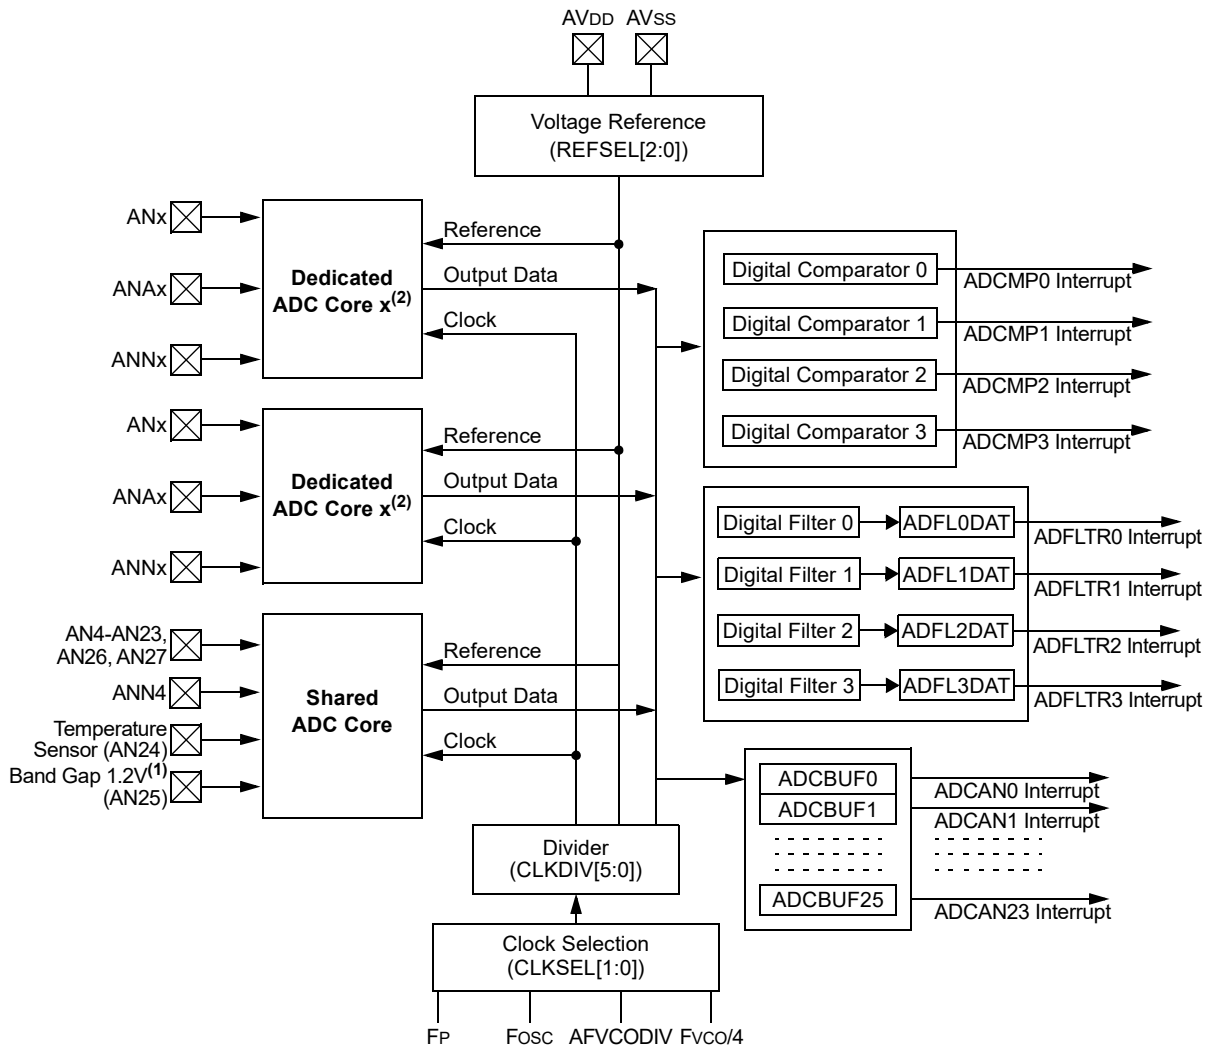 AVDD AVSS
Voltage Reference
(REFSEL[2:0])
ANx
ANAx
ANNx
Dedicated
ADC Core x(2)
Reference
Output Data
Clock
ANx
ANAx
ANNx
Dedicated
ADC Core x(2)
Reference
Output Data
Clock
AN4-AN23,
AN26, AN27
ANN4
Temperature
Sensor (AN24)
Band Gap 1.2V(1)
(AN25)
Shared
ADC Core
Reference
Output Data
Clock
Digital Comparator 0
ADCMP0 Interrupt
Digital Comparator 1
ADCMP1 Interrupt
Digital Comparator 2
ADCMP2 Interrupt
Digital Comparator 3
ADCMP3 Interrupt
Digital Filter 0
ADFL0DAT
ADFLTR0 Interrupt
Digital Filter 1
ADFL1DAT
ADFLTR1 Interrupt
Digital Filter 2
ADFL2DAT
ADFLTR2 Interrupt
Digital Filter 3
ADFL3DAT
ADFLTR3 Interrupt
ADCBUF0
ADCAN0 Interrupt
ADCBUF1
ADCAN1 Interrupt
ADCBUF25
ADCAN23 Interrupt
Divider
(CLKDIV[5:0])
Clock Selection
(CLKSEL[1:0])
FP FOSC AFVCODIV FVCO/4